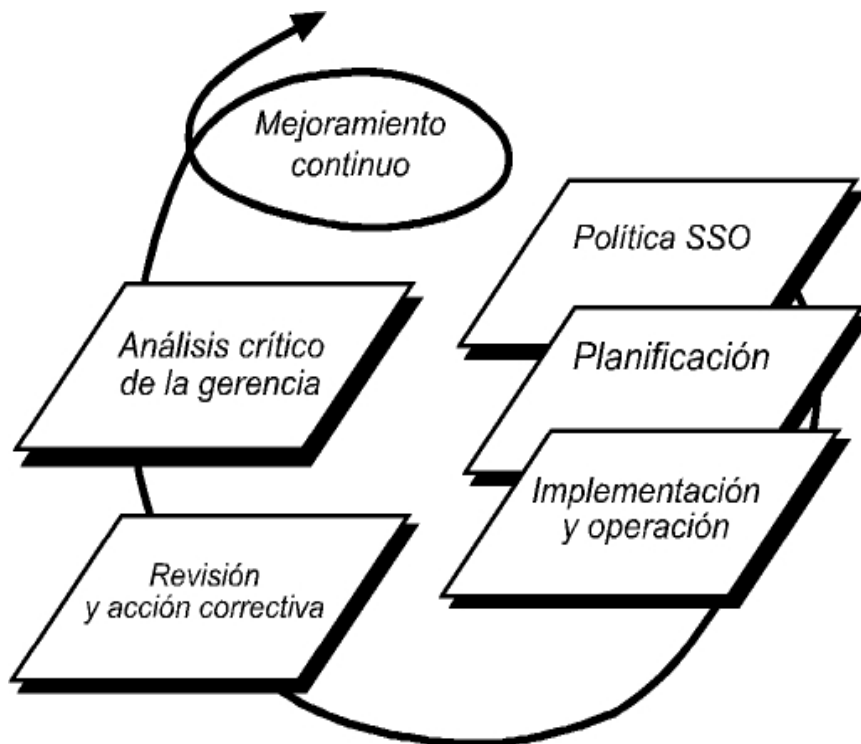 Mejoramiento
continuo
Política SSO
Planificación
Implementación
y operación
Análisis crítico
de la gerencia
Revisión
y acción correctiva